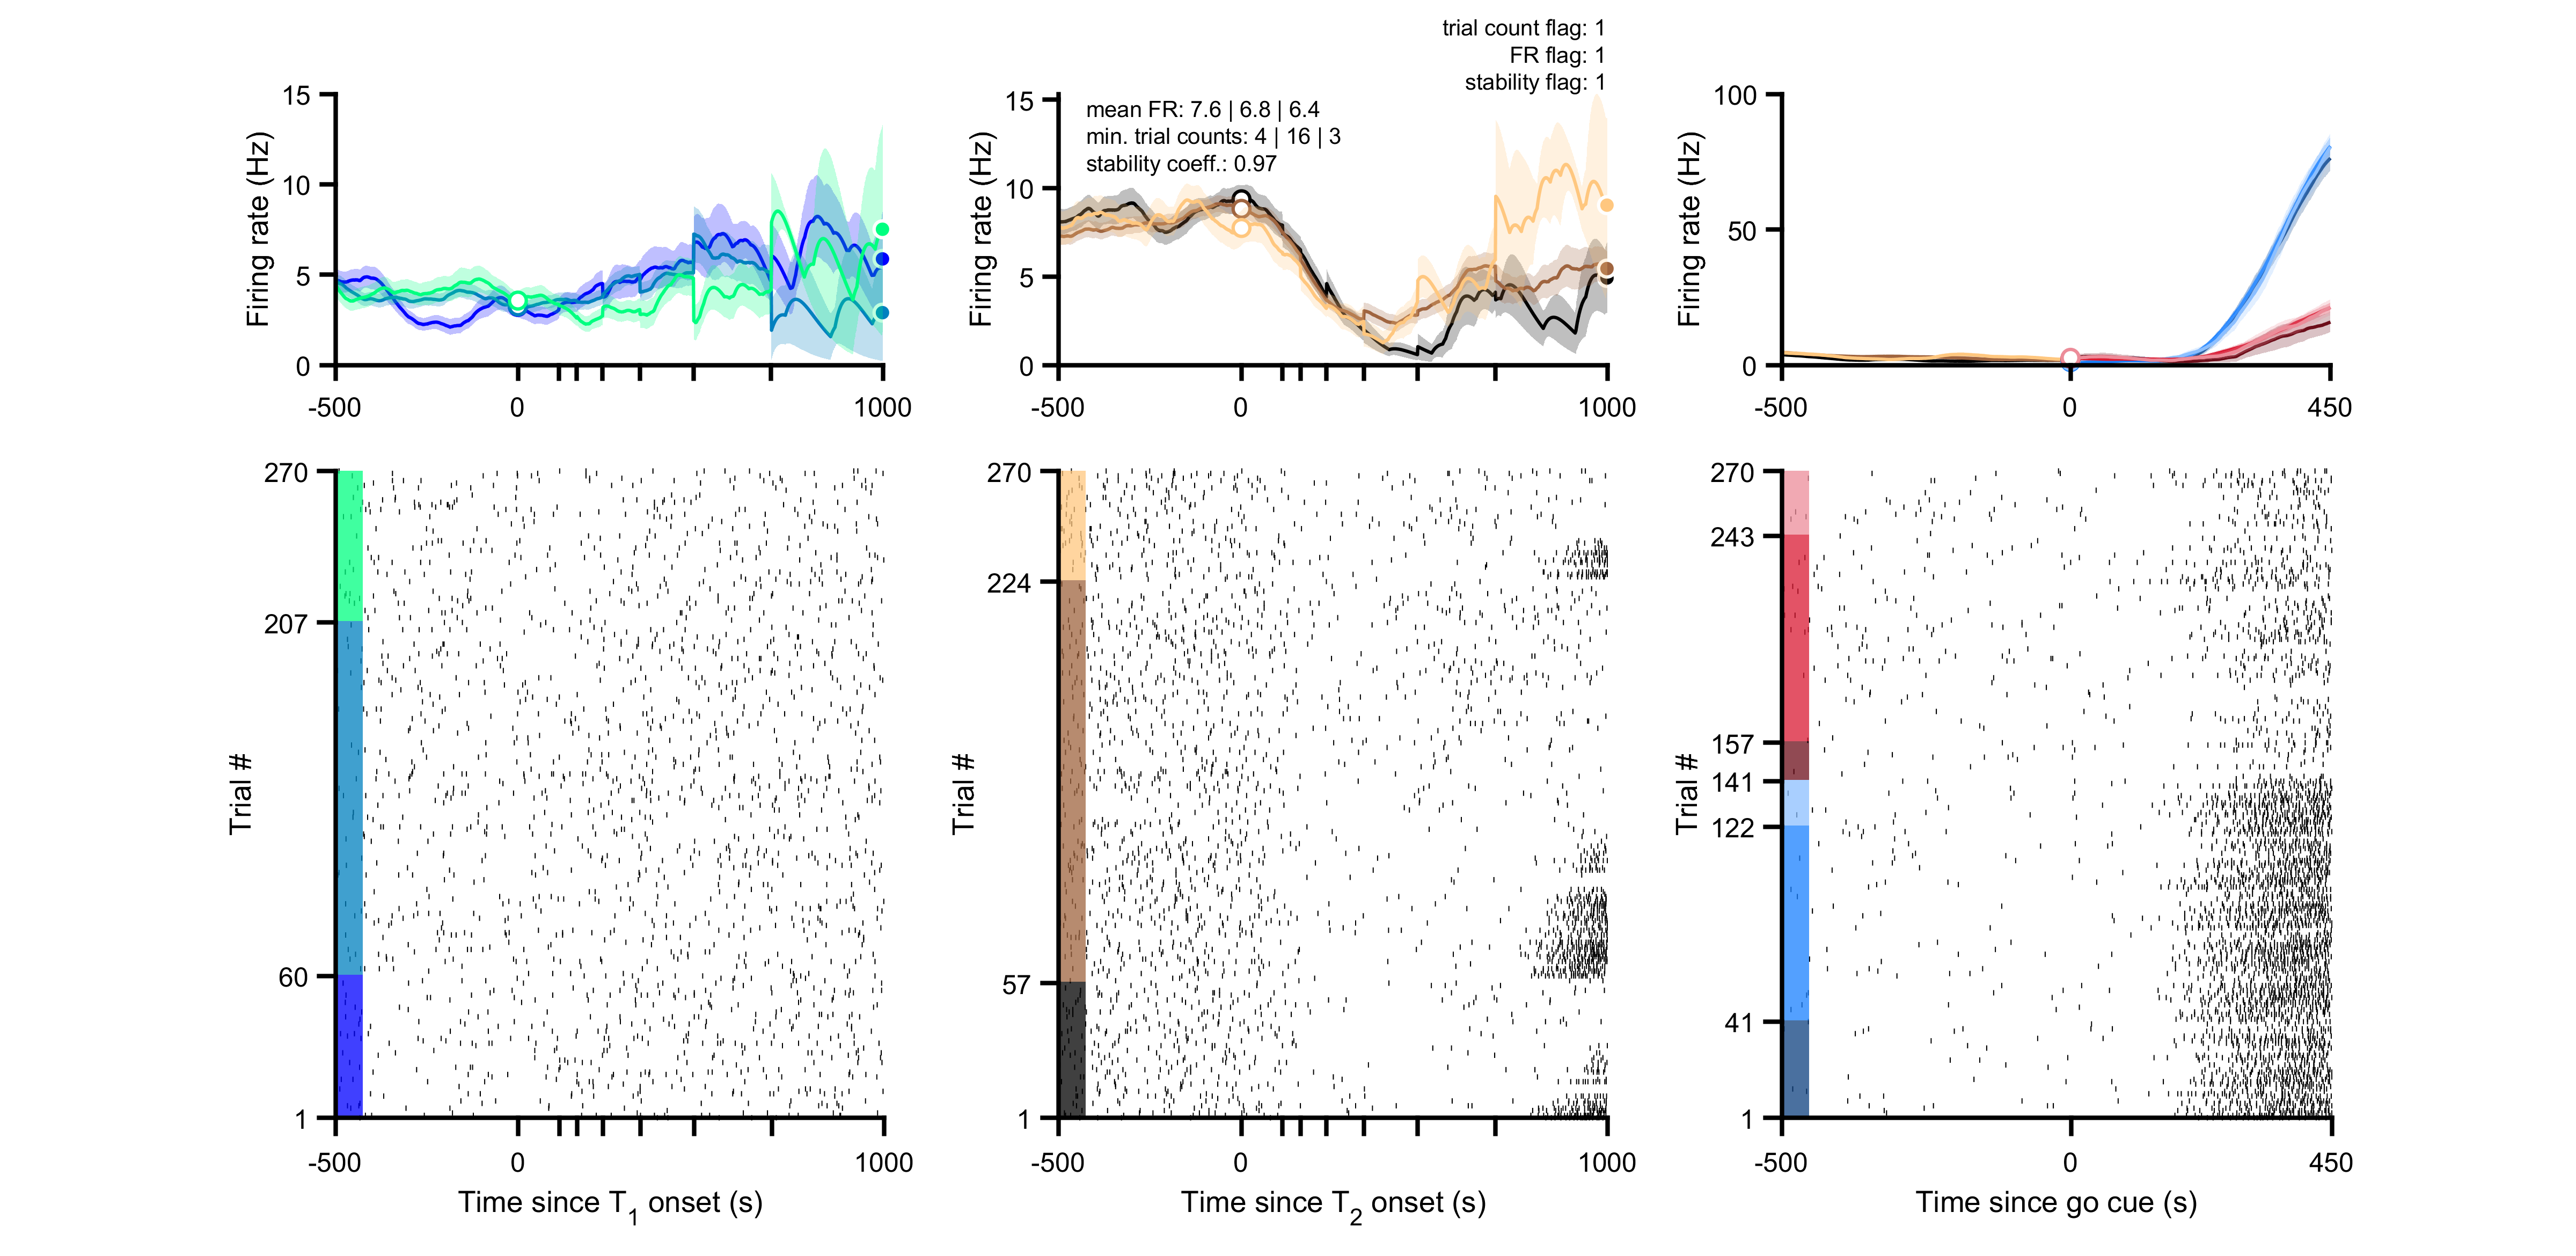 trial count flag: 1
FR flag: 1
stability flag: 1
15
10
5
0
Firing rate (Hz)
-500
0
1000
15
10
5
0
Firing rate (Hz)
mean FR: 7.6 | 6.8 | 6.4
min. trial counts: 4 | 16 | 3
stability coeff.: 0.97
-500
0
1000
100
50
0
Firing rate (Hz)
-500
0
450
270
207
60
1
Trial #
-500
0
1000
Time since T1 onset (s)
270
224
57
1
Trial #
-500
0
1000
Time since T2 onset (s)
270
243
157
141
122
41
1
Trial #
-500
0
450
Time since go cue (s)